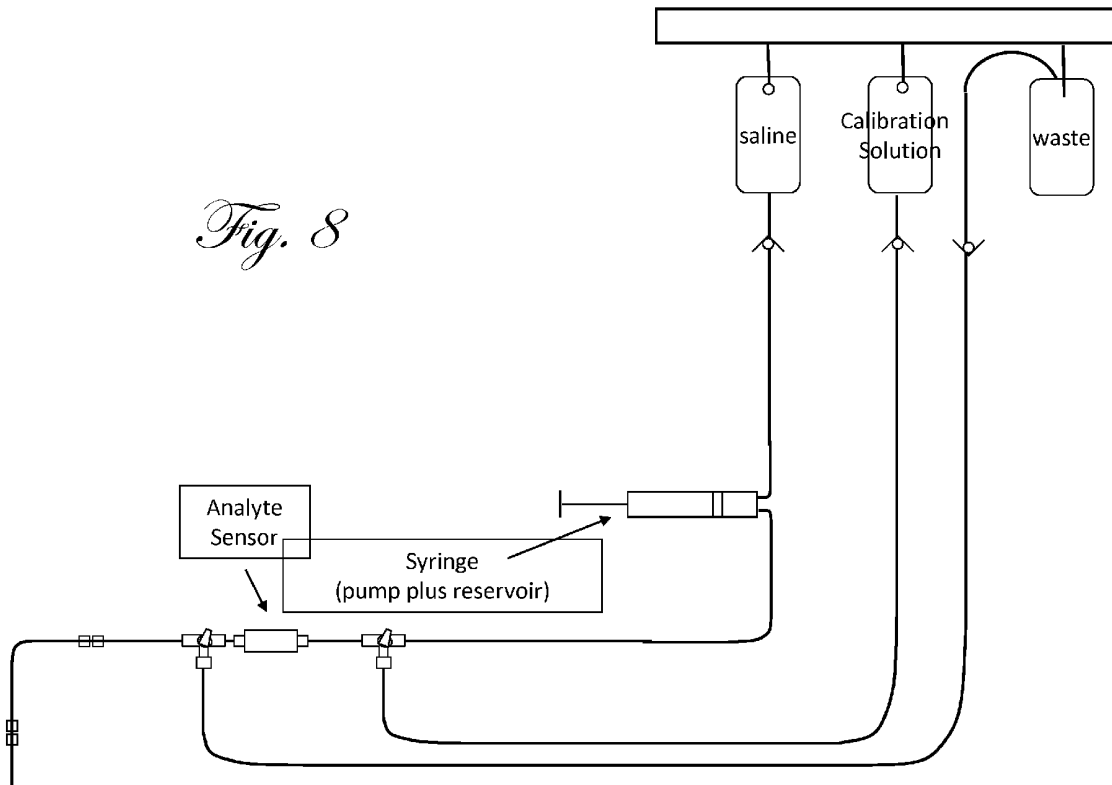 saline
Calibration
Solution
waste
Fig. 8
Analyte
Sensor
Syringe
(pump plus reservoir)